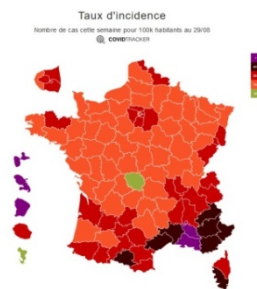 Taux d'incidence
Nombre de cas cette semaine pour 100k habitants au 29/08
COVIDTRACKER